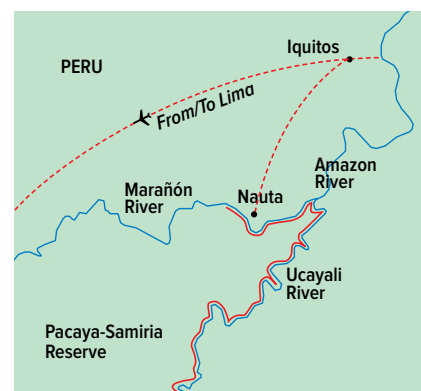 Iquitos
PERU
From/To Lima
Amazon
River
Marañón
River
Nauta
Ucayali
River
Pacaya-Samiria
Reserve